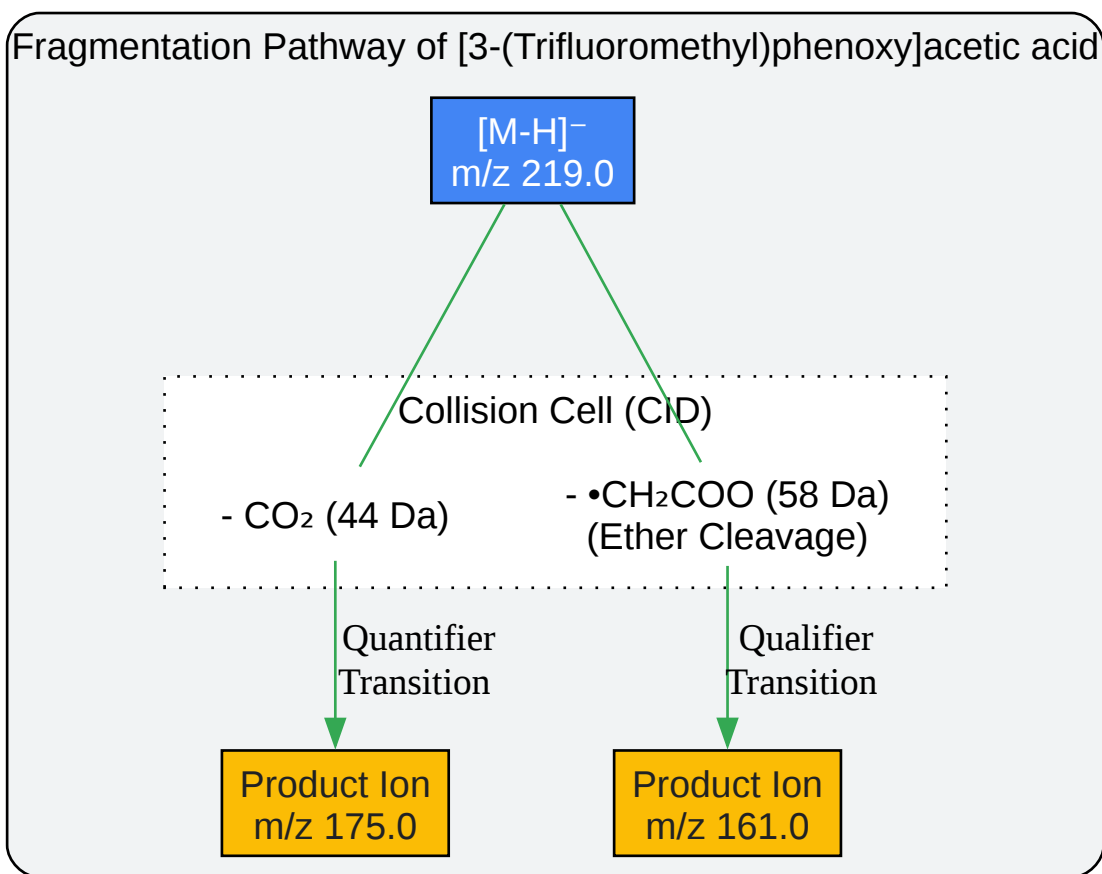 Fragmentation Pathway of [3-(Trifluoromethyl)phenoxy]acetic acid
[M-H]⁻
m/z 219.0
Collision Cell (CID)
- CO₂ (44 Da)
- •CH₂COO (58 Da)
(Ether Cleavage)
Quantifier
Transition
Qualifier
Transition
Product Ion
m/z 175.0
Product Ion
m/z 161.0